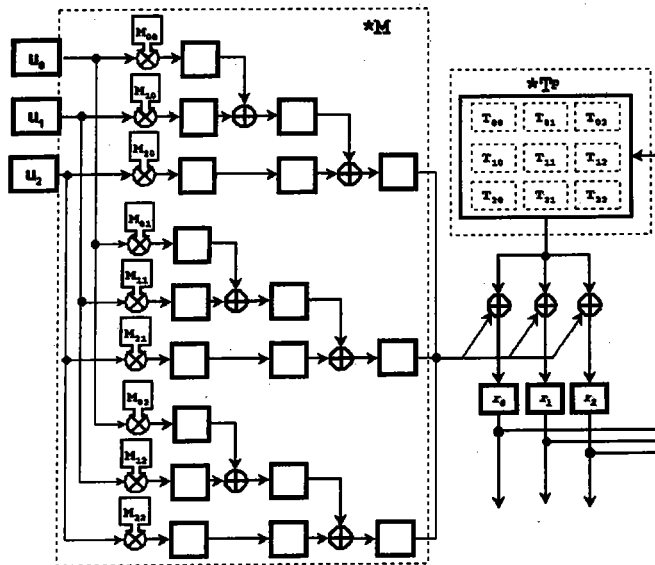 *M
M₀₀
u₀
M₁₀
u₁
M₂₀
u₂
*Tᵖ
T₀₀ T₀₁ T₀₂
T₁₀ T₁₁ T₁₂
T₂₀ T₂₁ T₂₂
M₀₁
M₁₁
M₂₁
M₀₂
M₁₂
M₂₂
x₀ x₁ x₂